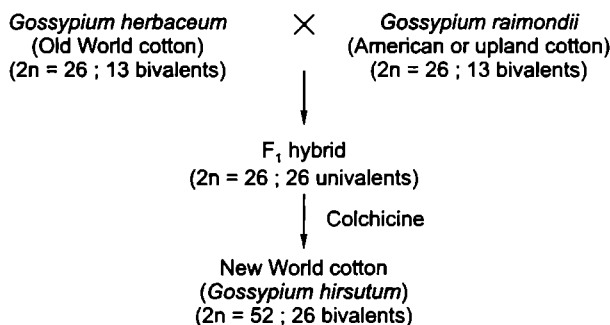 Gossypium herbaceum × Gossypium raimondii
(Old World cotton) (American or upland cotton)
(2n = 26 ; 13 bivalents) (2n = 26 ; 13 bivalents)
F₁ hybrid
(2n = 26 ; 26 univalents)
Colchicine
New World cotton
(Gossypium hirsutum)
(2n = 52 ; 26 bivalents)